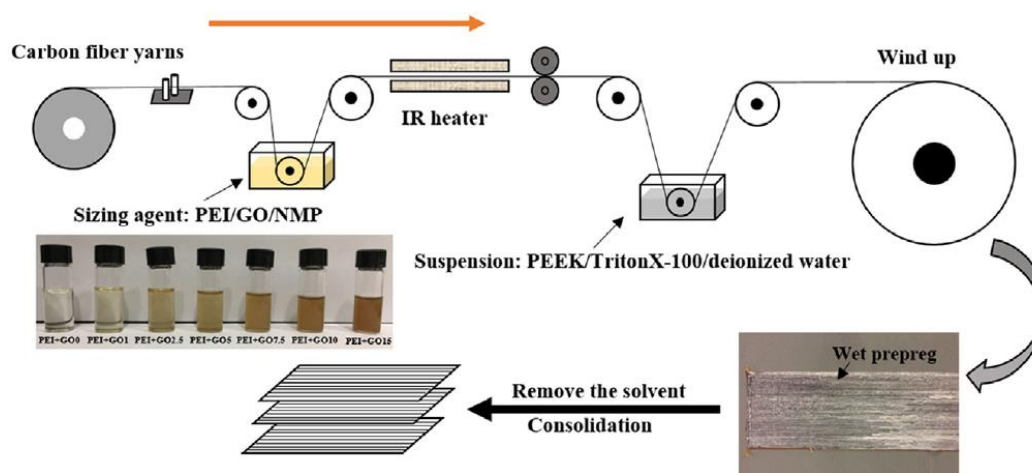 Carbon fiber yarns
Wind up
IR heater
Sizing agent: PEI/GO/NMP
Suspension: PEEK/TritonX-100/deionized water
PEI+GO0 PEI+GO1 PEI+GO2.5 PEI+GO5 PEI+GO7.5 PEI+GO10 PEI+GO15
Wet prepreg
Remove the solvent
Consolidation